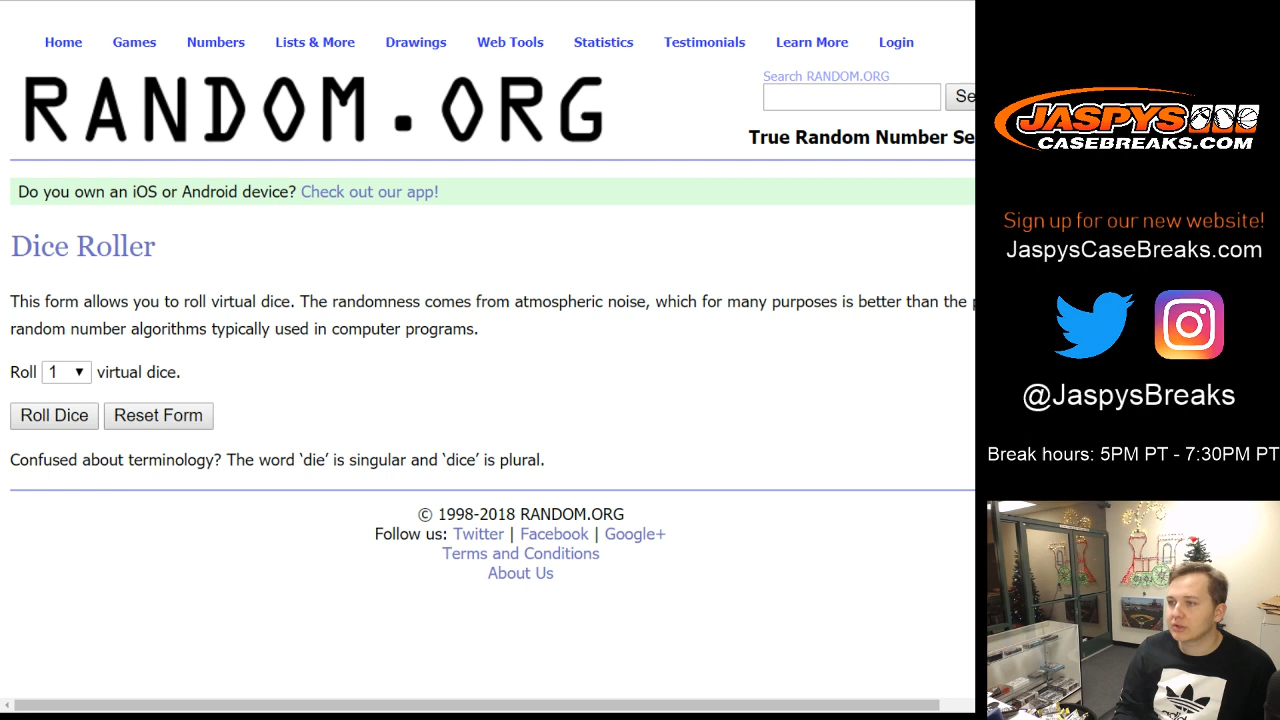 Home Games Numbers Lists & More Drawings Web Tools Statistics Testimonials Learn More Login
RANDOM.ORG
Search RANDOM.ORG
Se
True Random Number Se
Do you own an iOS or Android device? Check out our app!
Dice Roller
This form allows you to roll virtual dice. The randomness comes from atmospheric noise, which for many purposes is better than the
random number algorithms typically used in computer programs.
Roll 1 virtual dice.
Roll Dice Reset Form
Confused about terminology? The word ‘die’ is singular and ‘dice’ is plural.
© 1998-2018 RANDOM.ORG
Follow us: Twitter | Facebook | Google+
Terms and Conditions
About Us
JASPYS
CASEBREAKS.COM
Sign up for our new website!
JaspysCaseBreaks.com
@JaspysBreaks
Break hours: 5PM PT - 7:30PM PT
adidas